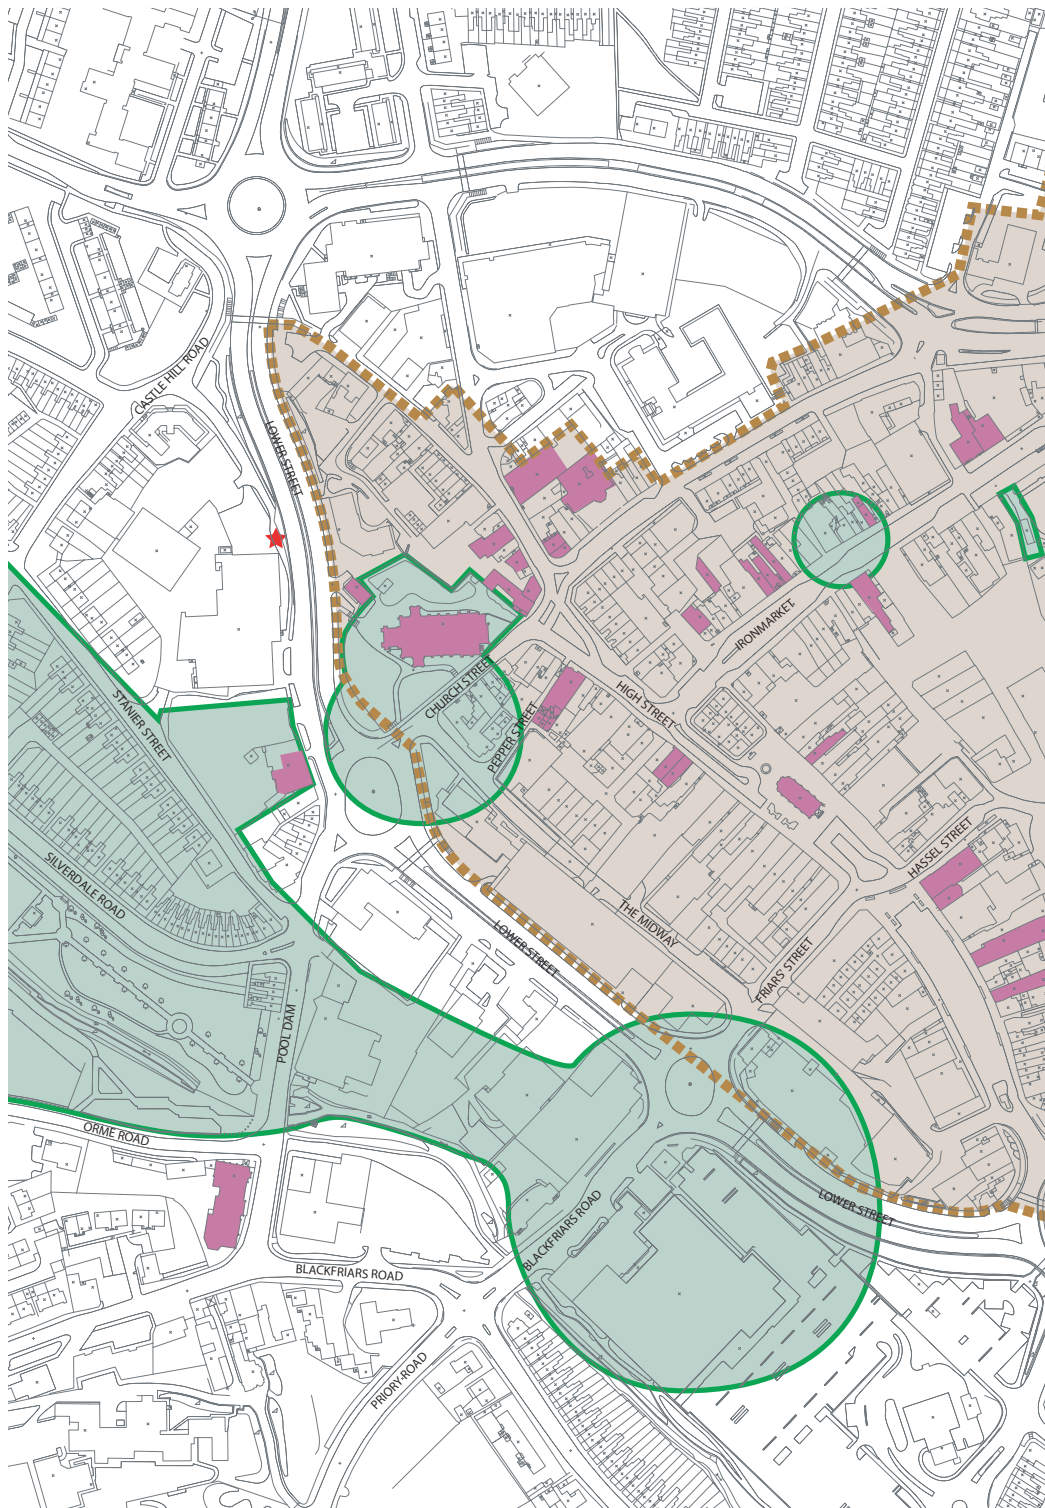 CASTLE HILL ROAD
LOWER STREET
IRONMARKET
CHURCH STREET
HIGH STREET
PEPPER STREET
STANIER STREET
HASSEL STREET
SILVERDALE ROAD
THE MIDWAY
LOWER STREET
FRIARS STREET
POOL DAM
ORME ROAD
LOWER STREET
BLACKFRIARS ROAD
BLACKFRIARS ROAD
PRIORY-ROAD